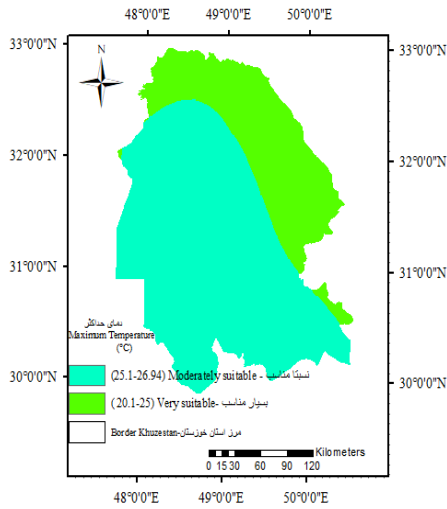 48°0'0"E 49°0'0"E 50°0'0"E
33°0'0"N 33°0'0"N
N
32°0'0"N 32°0'0"N
31°0'0"N 31°0'0"N
دمای حداکثر
Maximum Temperature
(°C)
30°0'0"N 30°0'0"N
(25.1-26.94) Moderately suitable - نسبتا مناسب
(20.1-25) Very suitable- بسیار مناسب
Border Khuzestan-مرز استان خوزستان
Kilometers
0 15 30 60 90 120
48°0'0"E 49°0'0"E 50°0'0"E